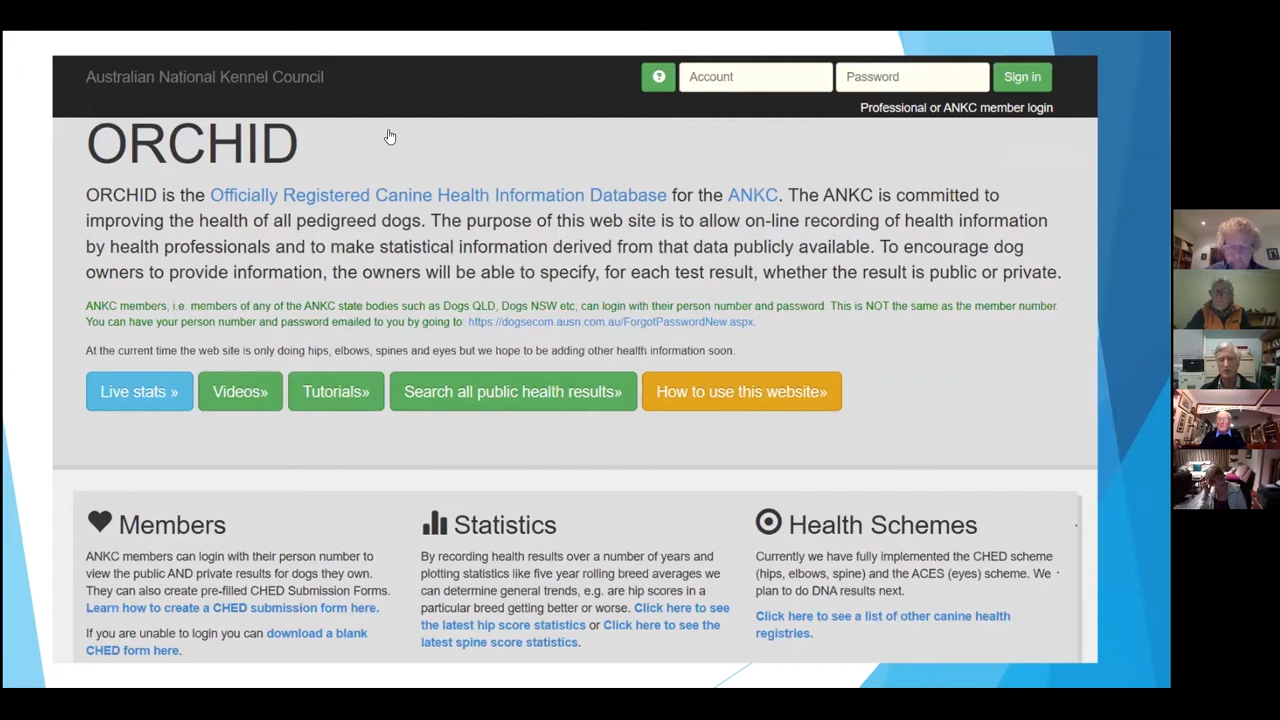 Australian National Kennel Council
Account
Password
Sign in
Professional or ANKC member login
ORCHID
ORCHID is the Officially Registered Canine Health Information Database for the ANKC. The ANKC is committed to
improving the health of all pedigreed dogs. The purpose of this web site is to allow on-line recording of health information
by health professionals and to make statistical information derived from that data publicly available. To encourage dog
owners to provide information, the owners will be able to specify, for each test result, whether the result is public or private.
ANKC members, i.e. members of any of the ANKC state bodies such as Dogs QLD, Dogs NSW etc, can login with their person number and password. This is NOT the same as the member number.
You can have your person number and password emailed to you by going to: https://dogsecom.ausn.com.au/ForgotPasswordNew.aspx.
At the current time the web site is only doing hips, elbows, spines and eyes but we hope to be adding other health information soon.
Live stats »
Videos»
Tutorials»
Search all public health results»
How to use this website»
Members
ANKC members can login with their person number to
view the public AND private results for dogs they own.
They can also create pre-filled CHED Submission Forms.
Learn how to create a CHED submission form here.
If you are unable to login you can download a blank
CHED form here.
Statistics
By recording health results over a number of years and
plotting statistics like five year rolling breed averages we
can determine general trends, e.g. are hip scores in a
particular breed getting better or worse. Click here to see
the latest hip score statistics or Click here to see the
latest spine score statistics.
Health Schemes
Currently we have fully implemented the CHED scheme
(hips, elbows, spine) and the ACES (eyes) scheme. We
plan to do DNA results next.
Click here to see a list of other canine health
registries.